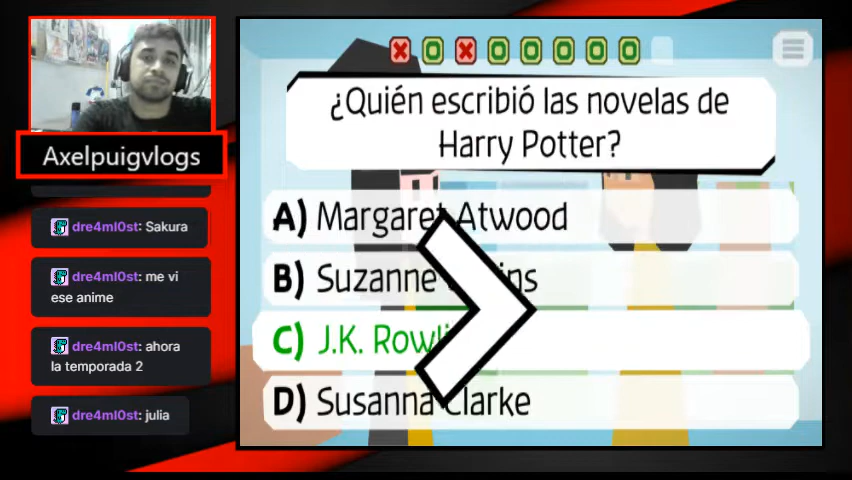 ¿Quién escribió las novelas de
Harry Potter?
A) Margaret Atwood
B) Suzanne
C) J.K.
D) Susanna Clarke
Axelpuigvlogs
dre4ml0st: Sakura
dre4ml0st: me vi
ese anime
dre4ml0st: ahora
la temporada 2
dre4ml0st: julia